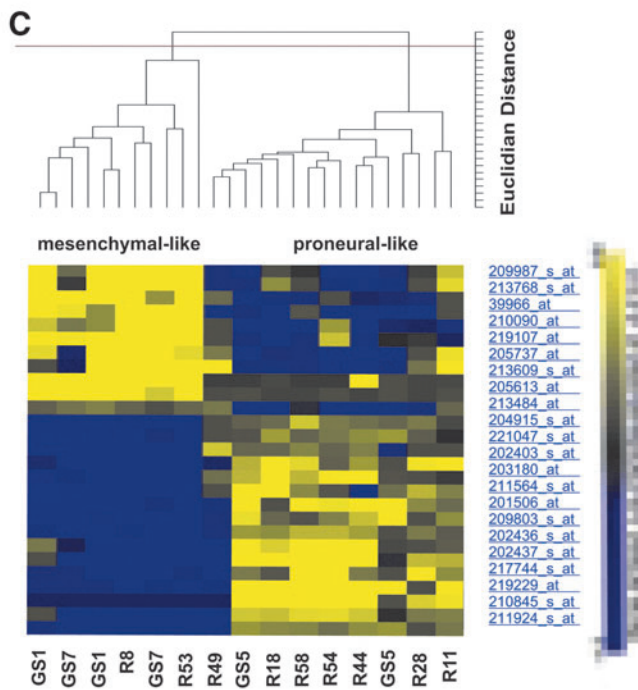 C
Euclidian Distance
mesenchymal-like
proneural-like
209987_s_at
213768_s_at
39966_at
210090_at
219107_at
205737_at
213609_s_at
205613_at
213484_at
204915_s_at
221047_s_at
202403_s_at
203180_at
211564_s_at
201506_at
209803_s_at
202436_s_at
202437_s_at
217744_s_at
219229_at
210845_s_at
211924_s_at
GS1
GS7
GS1
R8
GS7
R53
R49
GS5
R18
R58
R54
R44
GS5
R28
R11